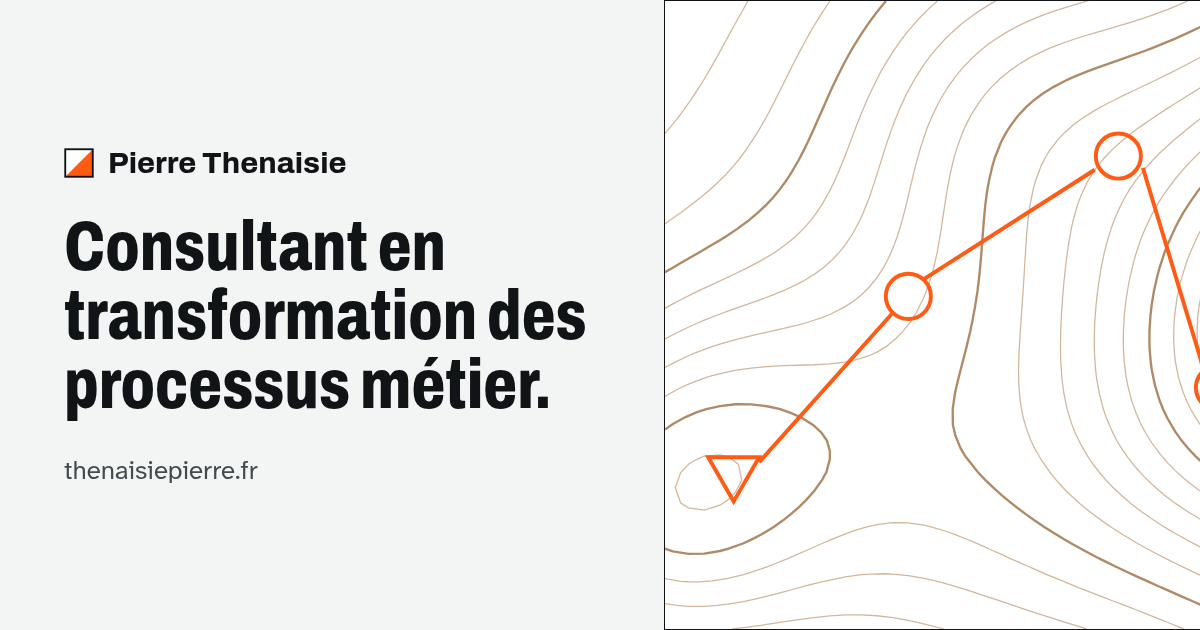 Pierre Thenaisie
Consultant en
transformation des
processus métier.
thenaisiepierre.fr